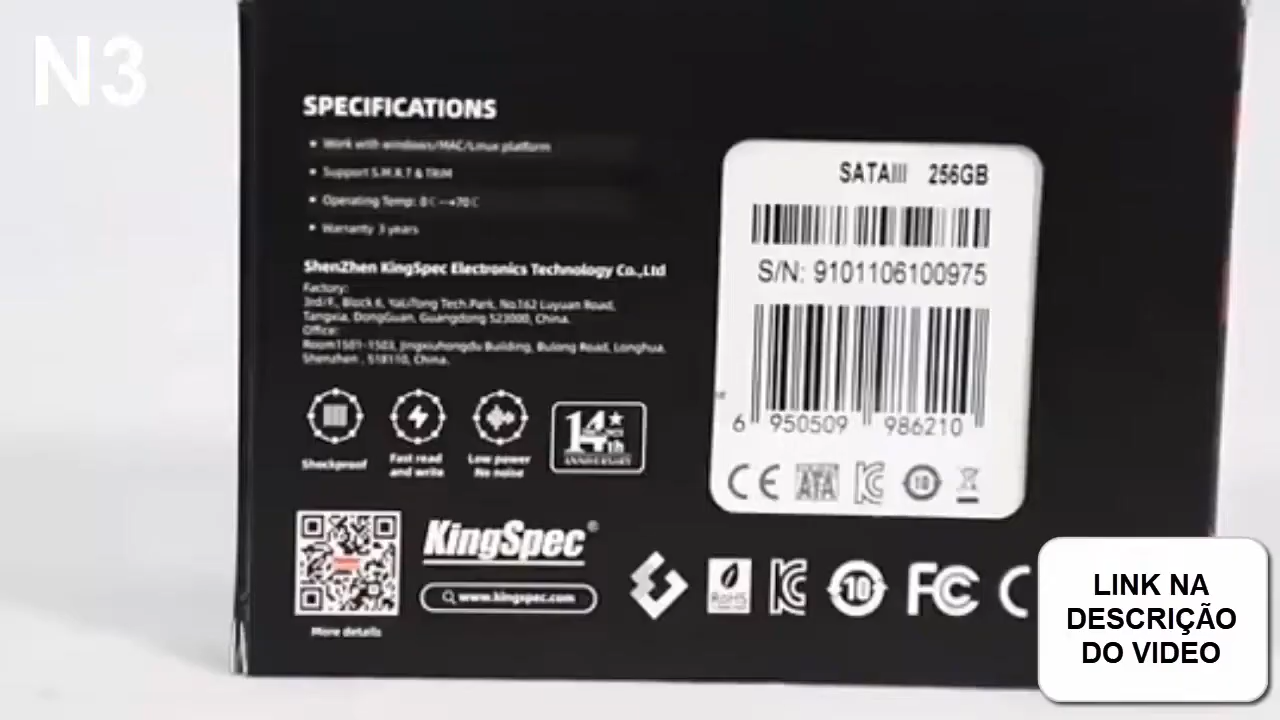 N3
SPECIFICATIONS
• Work with windows/MAC/Linux platform
• Support S.M.R.T & TRIM
• Operating Temp: 0C→70C
• Warranty 3 years
ShenZhen KingSpec Electronics Technology Co.,Ltd
Factory:
3rd/F., Block 6, YaLiTong Tech.Park, No.162 Luyuan Road,
Tangxia, DongGuan, Guangdong 523000, China.
Office:
Room1501-1503, Jingxiuhongdu Building, Bulong Road, Longhua,
Shenzhen, 518110, China.
Shockproof
Fast read
and write
Low power
No noise
14th
ANNIVERSARY
SATAIII 256GB
S/N: 9101106100975
6 950509 986210
CE SATA KC 10
KingSpec®
www.kingspec.com
More details
RoHS KC 10 FC C
LINK NA
DESCRIÇÃO
DO VIDEO